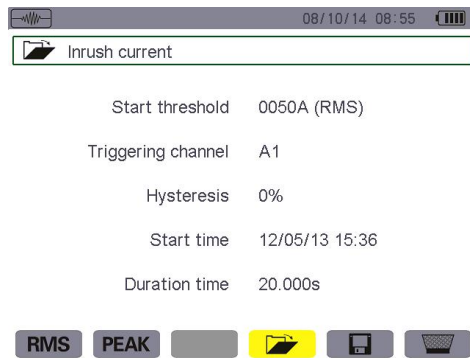 08/10/14 08:55
Inrush current
Start threshold 0050A (RMS)
Triggering channel A1
Hysteresis 0%
Start time 12/05/13 15:36
Duration time 20.000s
RMS PEAK